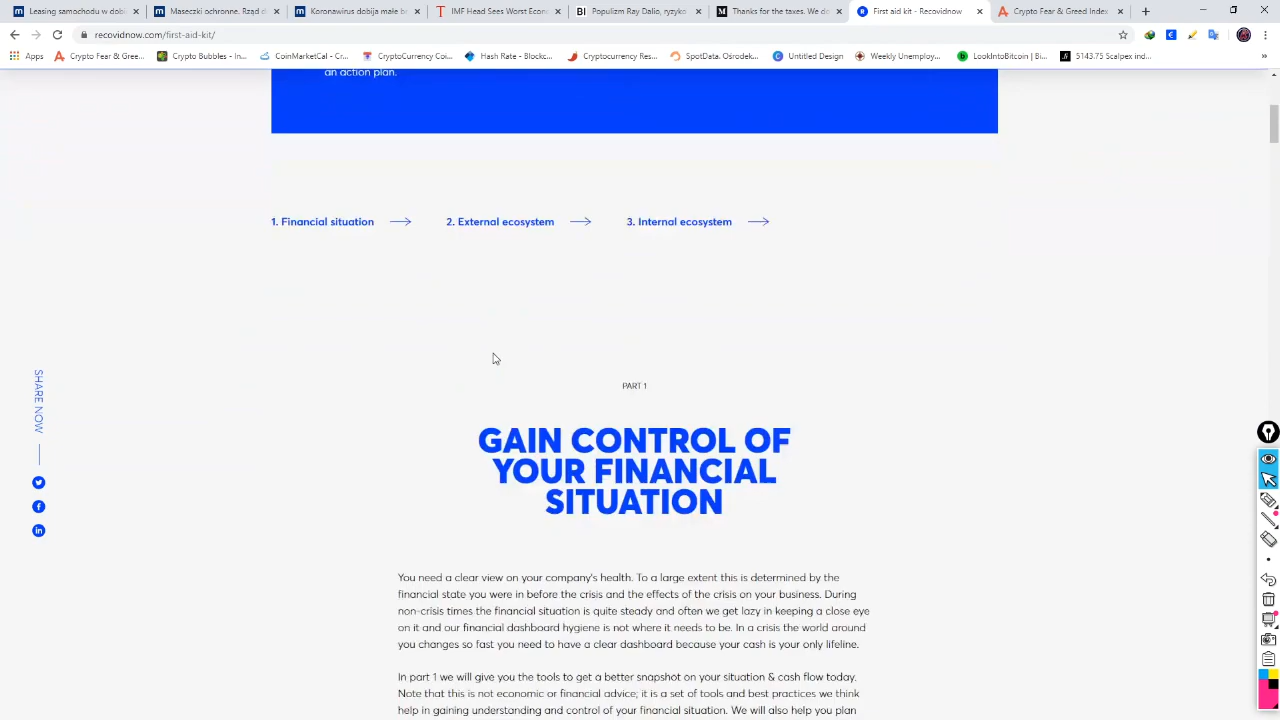 Leasing samochodu w dob
Maseczki ochronne. Rząd d
Koronawirus dobija małe br
IMF Head Sees Worst Econ
Populizm Ray Dalio, ryzyko
Thanks for the taxes. We do
First aid kit - Recovidnow
Crypto Fear & Greed Index
recovidnow.com/first-aid-kit/
Apps
Crypto Fear & Gree...
Crypto Bubbles - In...
CoinMarketCal - Cr...
CryptoCurrency Coi...
Hash Rate - Blockc...
Cryptocurrency Res...
SpotData. Ośrodek...
Untitled Design
Weekly Unemploy...
LookIntoBitcoin | Bi...
5143.75 Scalpex ind...
an action plan.
1. Financial situation
2. External ecosystem
3. Internal ecosystem
SHARE NOW
PART 1
GAIN CONTROL OF
YOUR FINANCIAL
SITUATION
You need a clear view on your company's health. To a large extent this is determined by the
financial state you were in before the crisis and the effects of the crisis on your business. During
non-crisis times the financial situation is quite steady and often we get lazy in keeping a close eye
on it and our financial dashboard hygiene is not where it needs to be. In a crisis the world around
you changes so fast you need to have a clear dashboard because your cash is your only lifeline.
In part 1 we will give you the tools to get a better snapshot on your situation & cash flow today.
Note that this is not economic or financial advice; it is a set of tools and best practices we think
help in gaining understanding and control of your financial situation. We will also help you plan